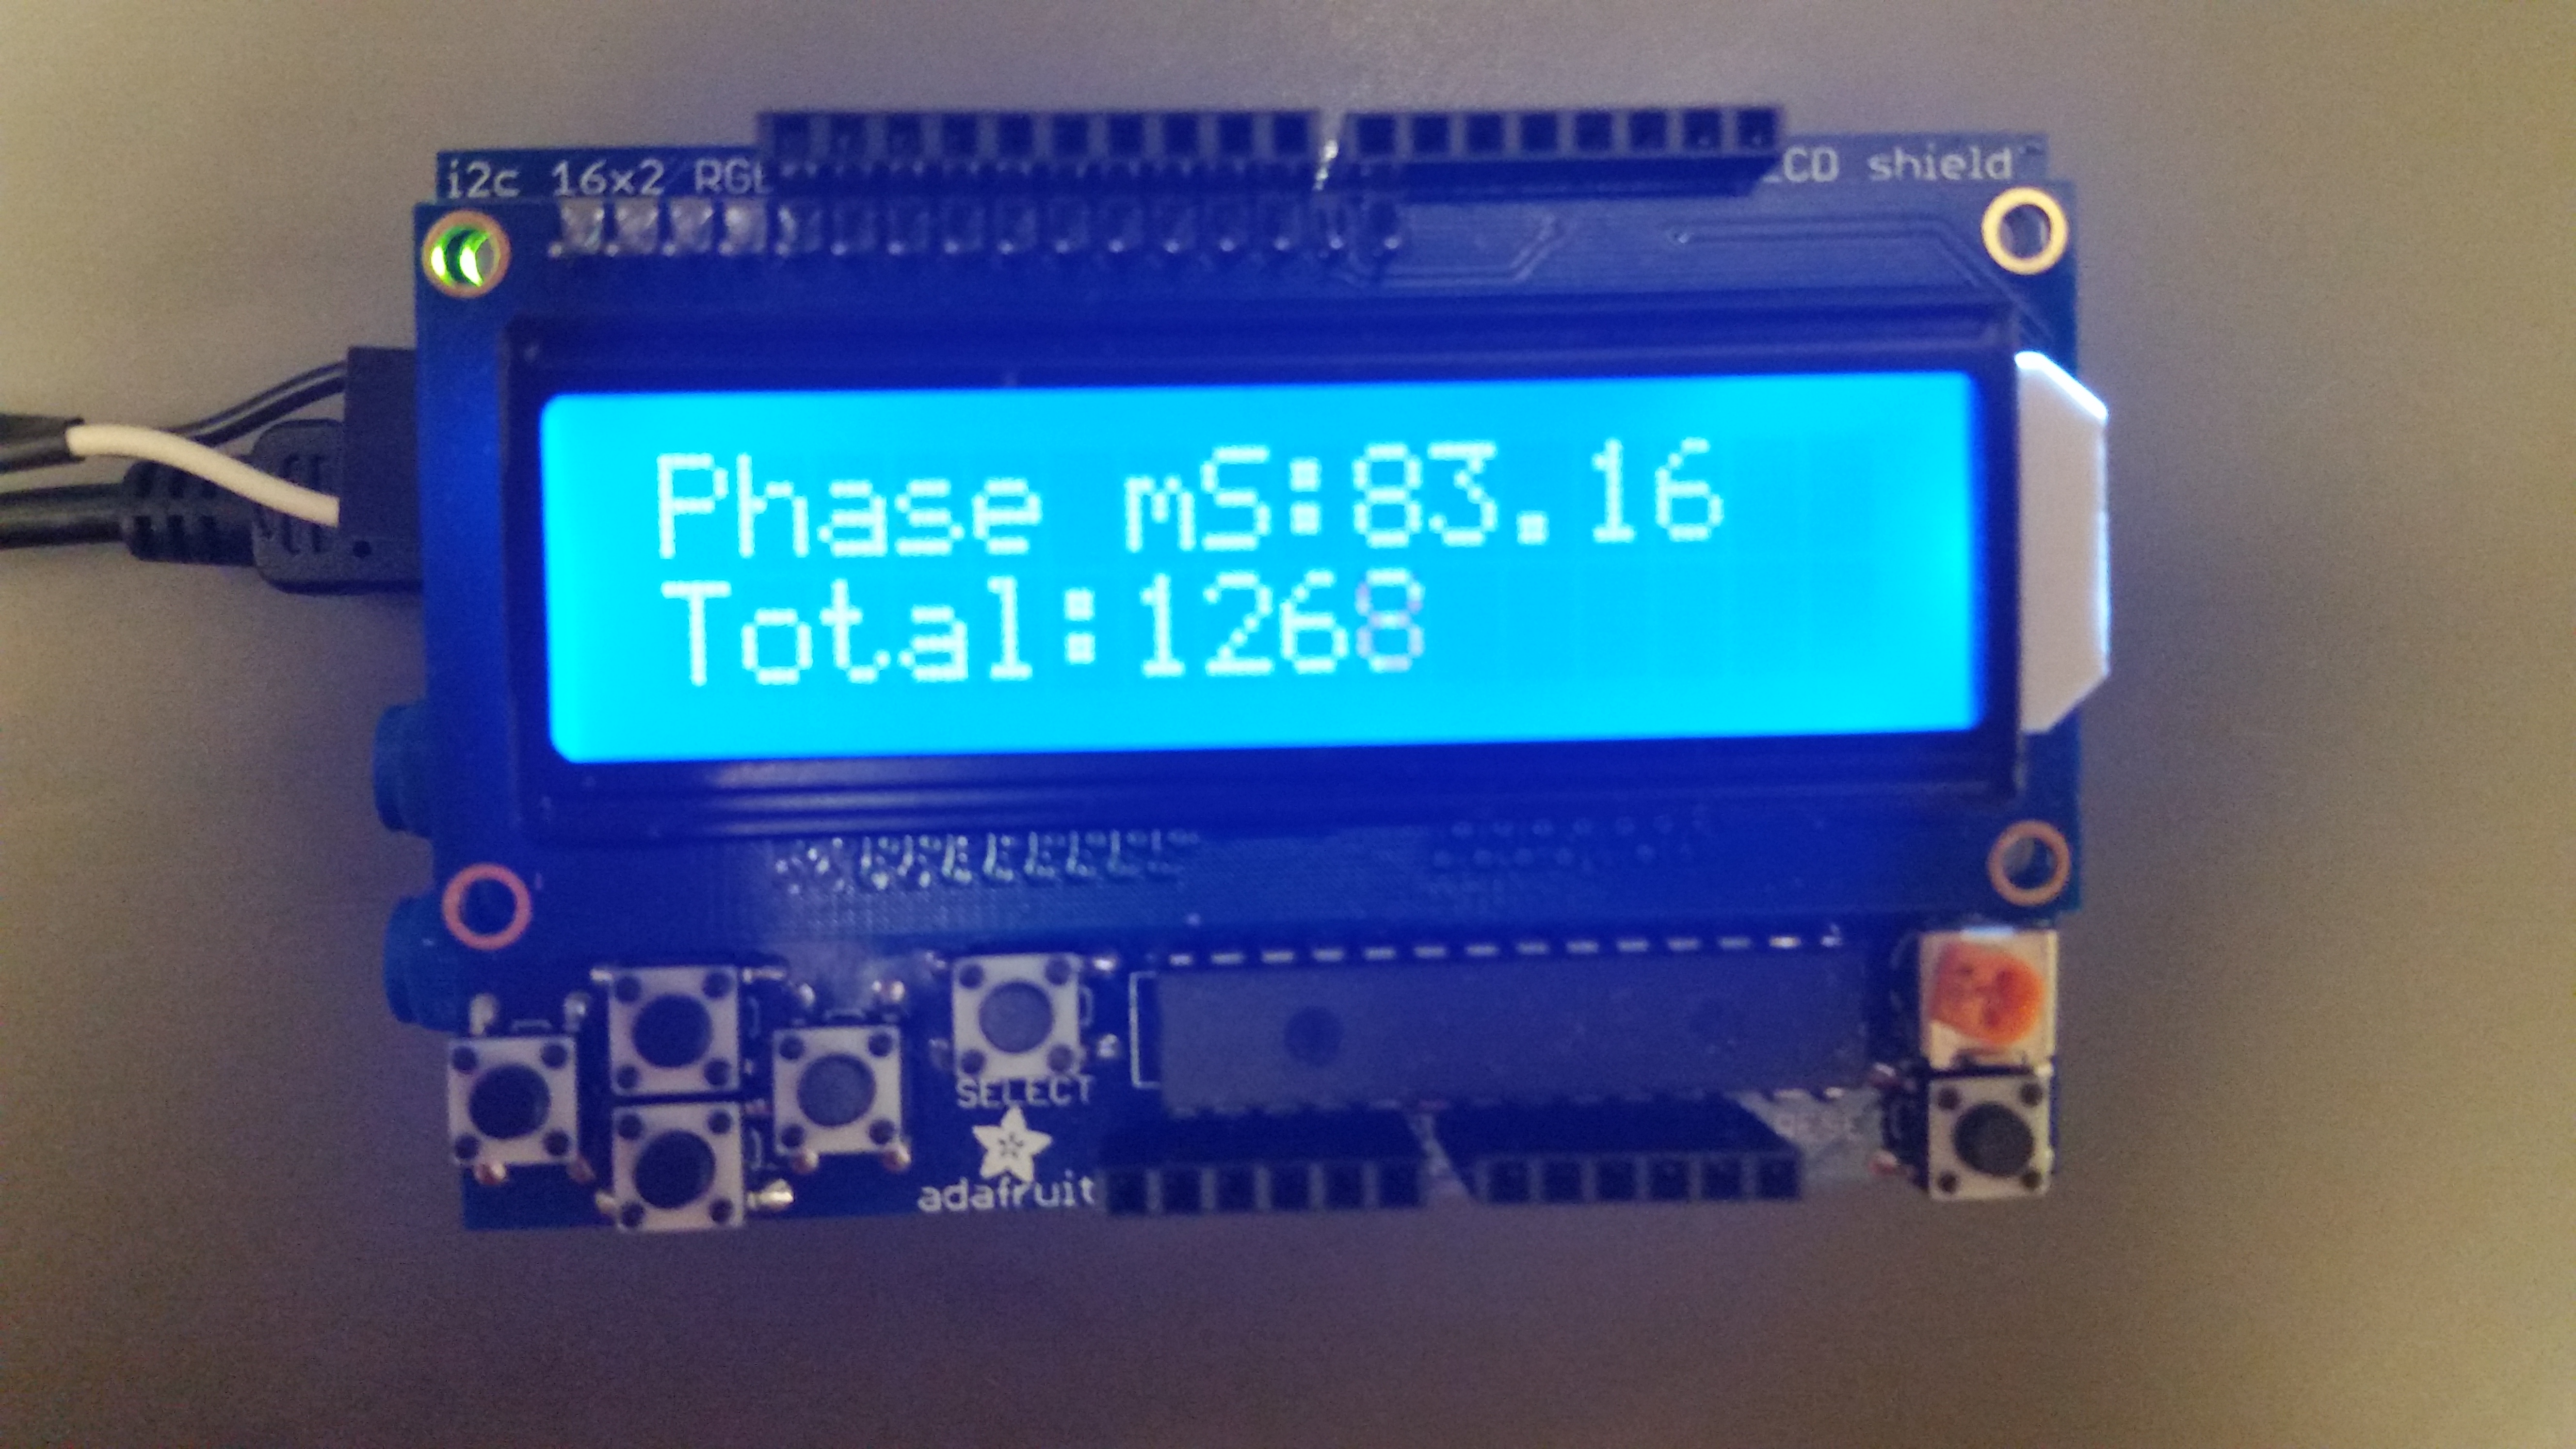 i2c 16x2 RGB
LCD shield
Phase mS:83.16
Total:1268
SELECT
adafruit